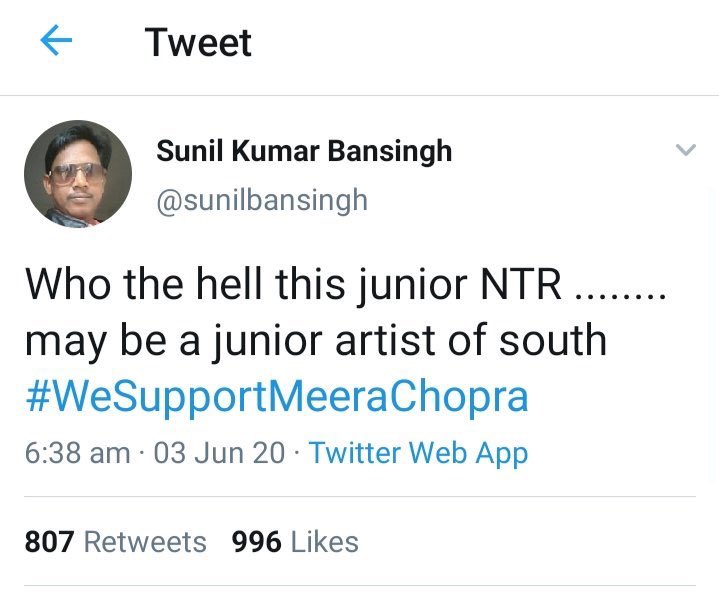 Tweet
Sunil Kumar Bansingh
@sunilbansingh
Who the hell this junior NTR ........
may be a junior artist of south
#WeSupportMeeraChopra
6:38 am · 03 Jun 20 · Twitter Web App
807 Retweets 996 Likes